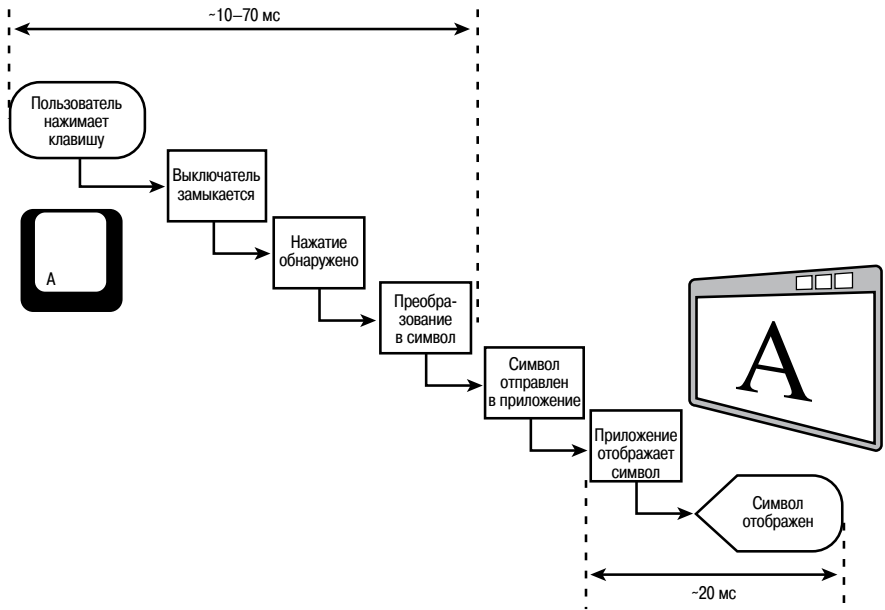 ~10–70 мс
Пользователь
нажимает
клавишу
Выключатель
замыкается
A
Нажатие
обнаружено
Преобра-
зование
в символ
A
Символ
отправлен
в приложение
Приложение
отображает
символ
Символ
отображен
~20 мс